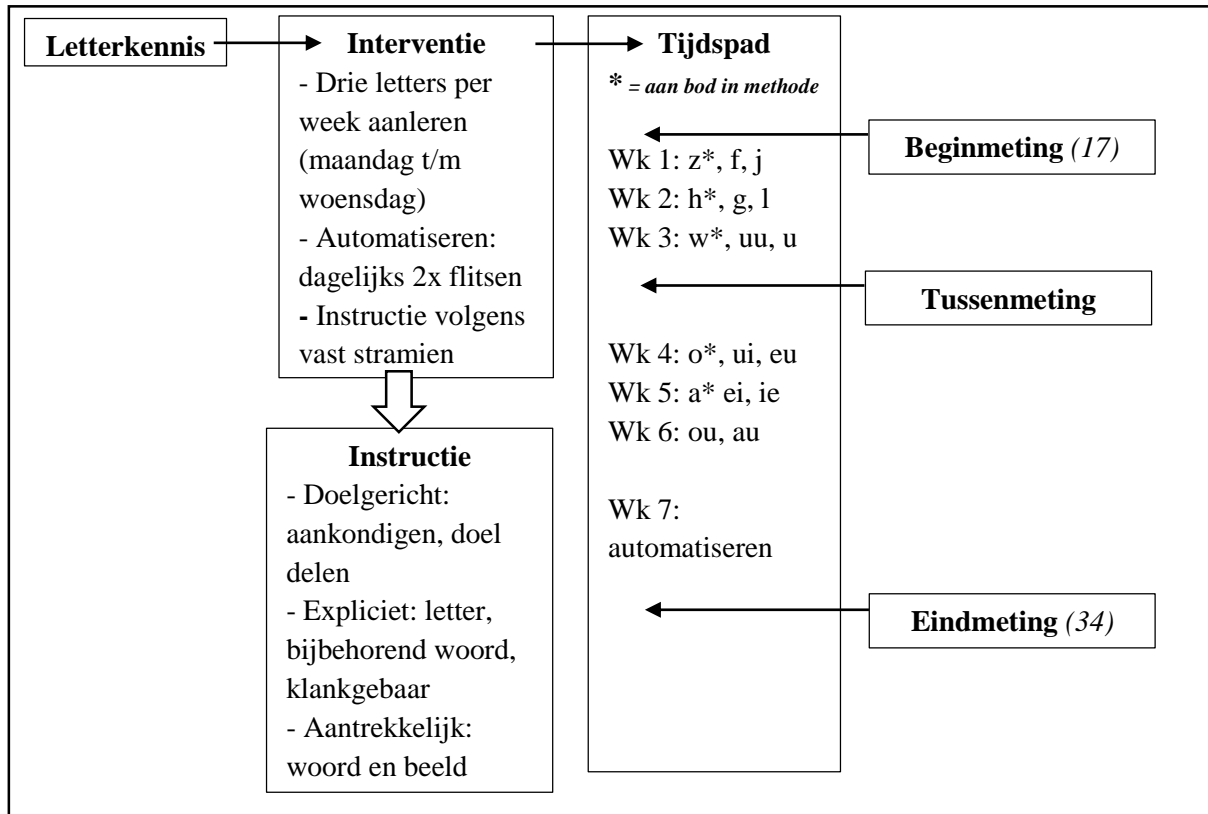 Letterkennis
Interventie
- Drie letters per
week aanleren
(maandag t/m
woensdag)
- Automatiseren:
dagelijks 2x flitsen
- Instructie volgens
vast stramien
Instructie
- Doelgericht:
aankondigen, doel
delen
- Expliciet: letter,
bijbehorend woord,
klankgebaar
- Aantrekkelijk:
woord en beeld
Tijdspad
* = aan bod in methode
Wk 1: z*, f, j
Wk 2: h*, g, l
Wk 3: w*, uu, u
Wk 4: o*, ui, eu
Wk 5: a* ei, ie
Wk 6: ou, au
Wk 7:
automatiseren
Beginmeting (17)
Tussenmeting
Eindmeting (34)